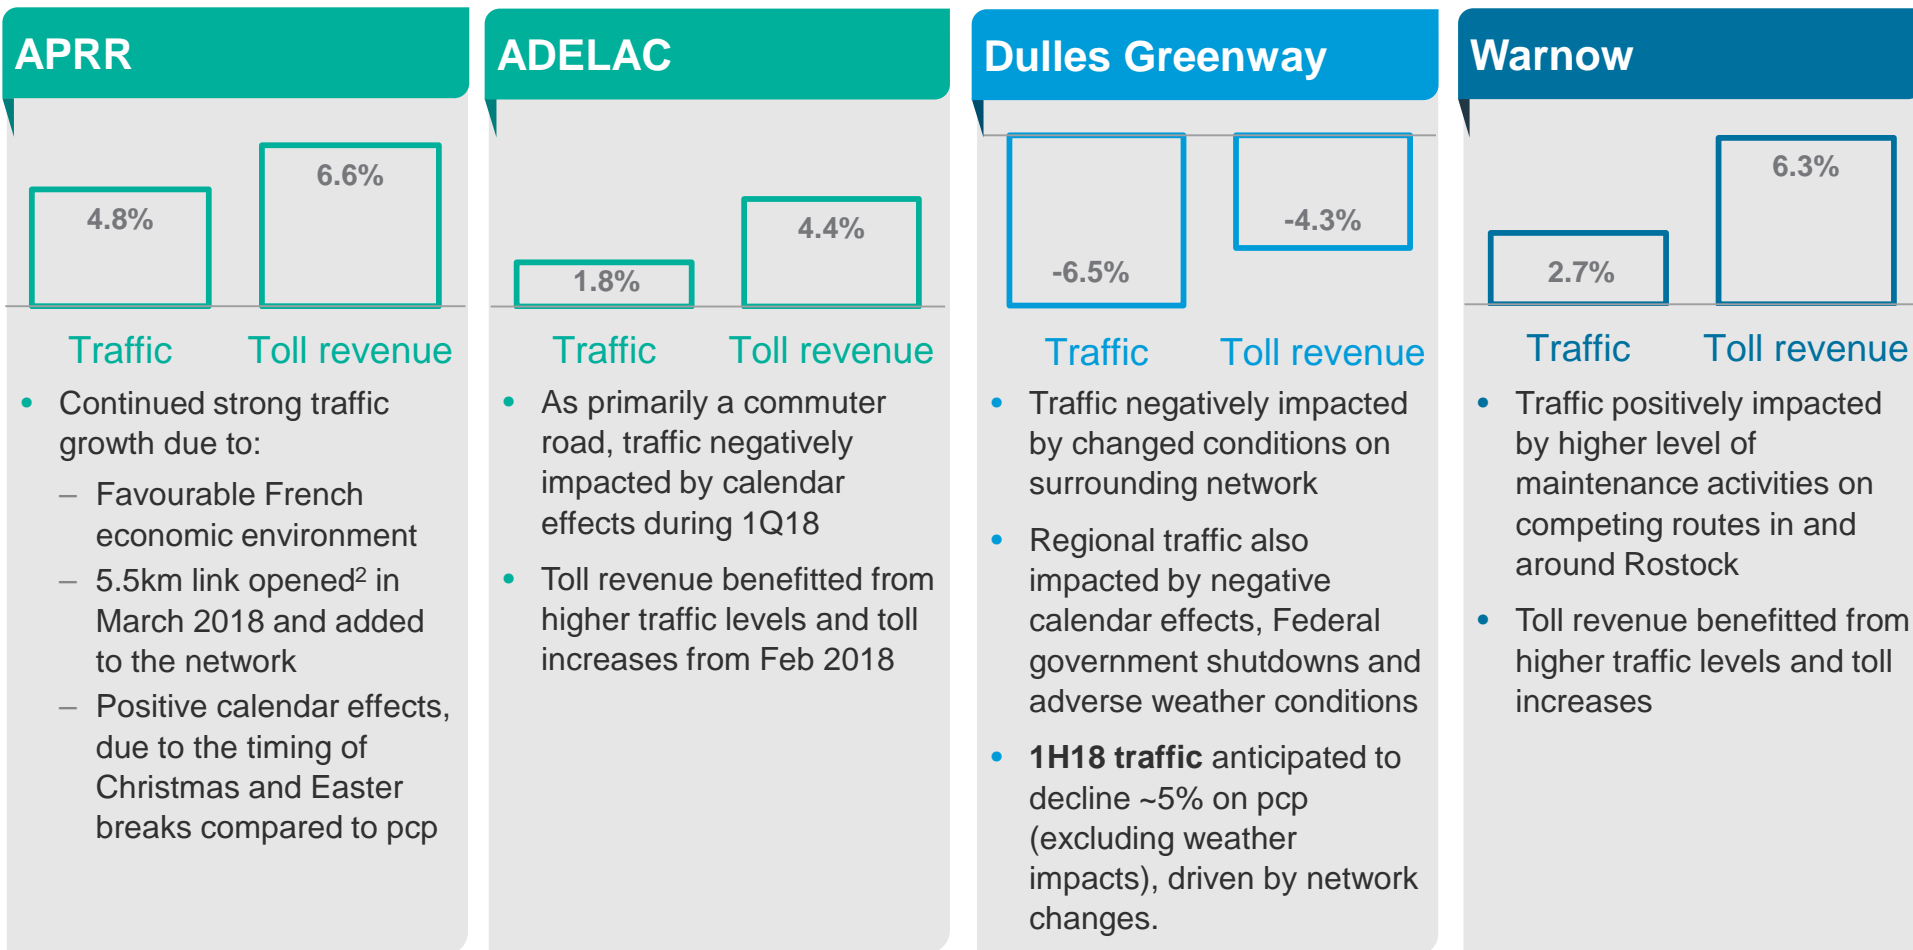 APRR
6.6%
4.8%
Traffic
Toll revenue
• Continued strong traffic
growth due to:
– Favourable French
economic environment
– 5.5km link opened² in
March 2018 and added
to the network
– Positive calendar effects,
due to the timing of
Christmas and Easter
breaks compared to pcp
ADELAC
4.4%
1.8%
Traffic
Toll revenue
• As primarily a commuter
road, traffic negatively
impacted by calendar
effects during 1Q18
• Toll revenue benefitted from
higher traffic levels and toll
increases from Feb 2018
Dulles Greenway
-4.3%
-6.5%
Traffic
Toll revenue
• Traffic negatively impacted
by changed conditions on
surrounding network
• Regional traffic also
impacted by negative
calendar effects, Federal
government shutdowns and
adverse weather conditions
• 1H18 traffic anticipated to
decline ~5% on pcp
(excluding weather
impacts), driven by network
changes.
Warnow
6.3%
2.7%
Traffic
Toll revenue
• Traffic positively impacted
by higher level of
maintenance activities on
competing routes in and
around Rostock
• Toll revenue benefitted from
higher traffic levels and toll
increases